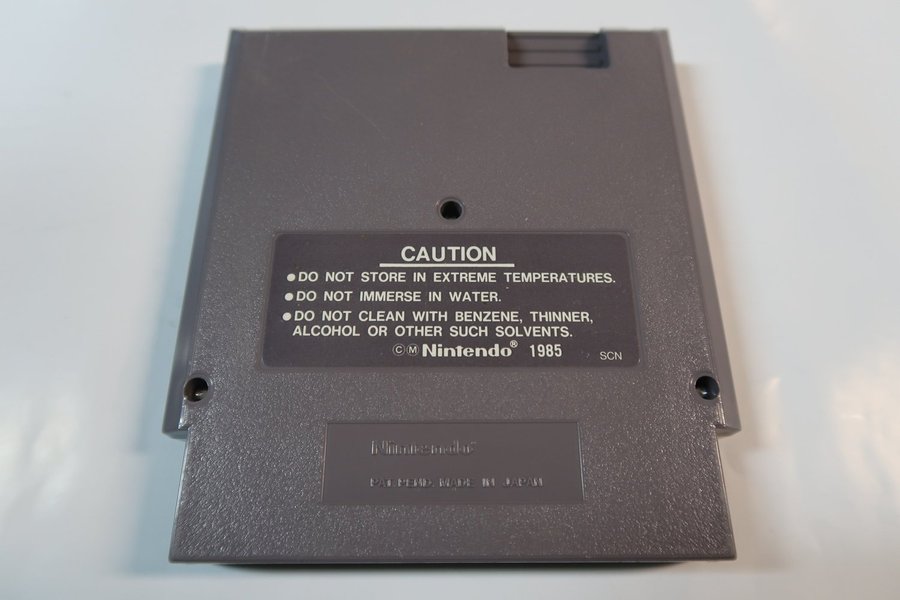 CAUTION
●DO NOT STORE IN EXTREME TEMPERATURES.
●DO NOT IMMERSE IN WATER.
●DO NOT CLEAN WITH BENZENE, THINNER,
ALCOHOL OR OTHER SUCH SOLVENTS.
ⒸⓂNintendo® 1985 SCN
Nintendo®
PAT. PEND. MADE IN JAPAN